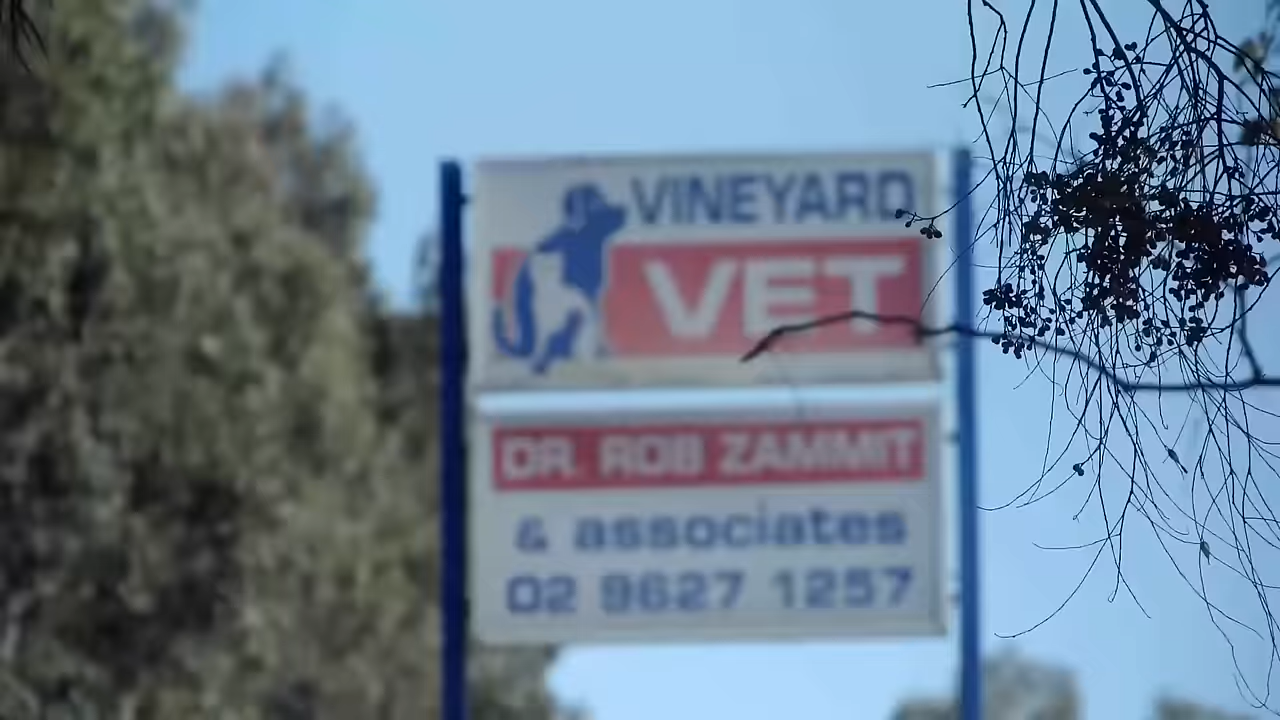 VINEYARD
VET
DR. ROB ZAMMIT
& associates
02 9627 1257